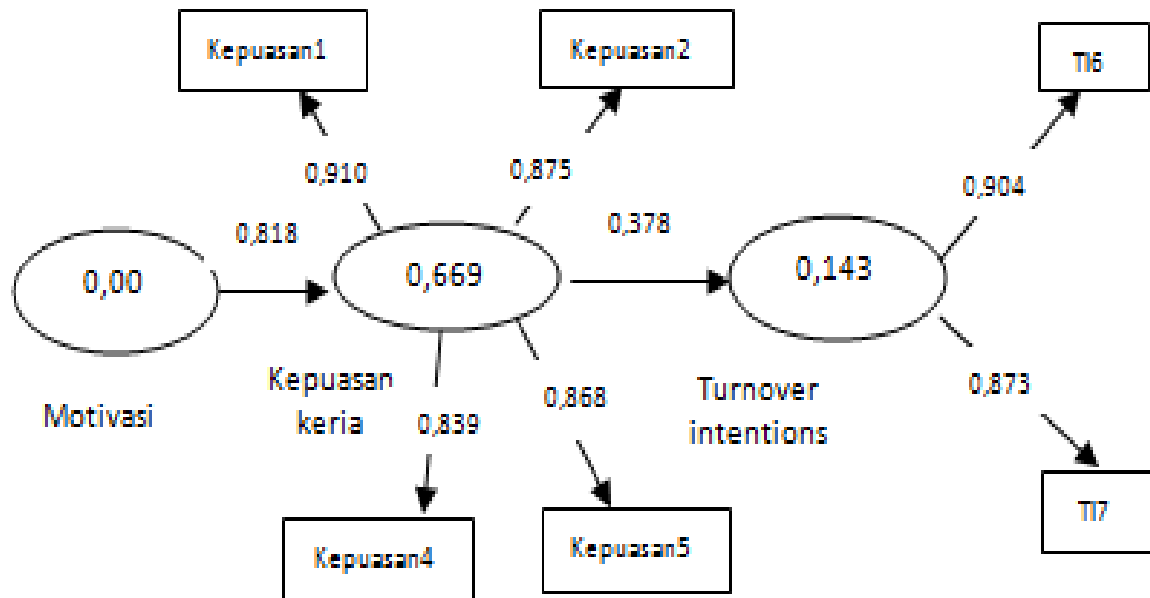 Kepuasan1
Kepuasan2
TI6
0,910
0,875
0,904
0,818
0,378
0,00
0,669
0,143
Kepuasan
keria
Motivasi
0,839
0,868
Turnover
intentions
0,873
Kepuasan4
Kepuasan5
TI7